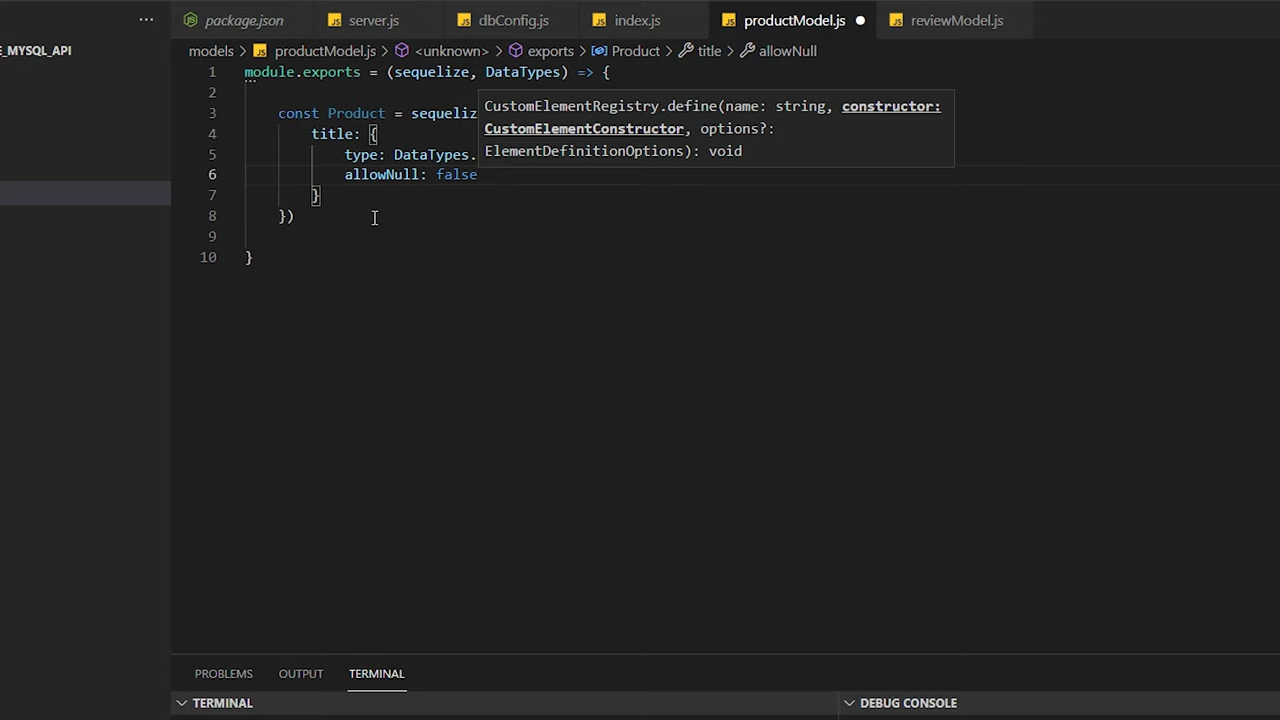 package.json server.js dbConfig.js index.js productModel.js reviewModel.js
E_MYSQL_API
models > productModel.js > <unknown> > exports > Product > title > allowNull
1 module.exports = (sequelize, DataTypes) => {
2
3 const Product = sequeliz
CustomElementRegistry.define(name: string, constructor:
CustomElementConstructor, options?:
ElementDefinitionOptions): void
4 title: {
5 type: DataTypes.
6 allowNull: false
7 }
8 })
9
10 }
PROBLEMS OUTPUT TERMINAL
TERMINAL DEBUG CONSOLE